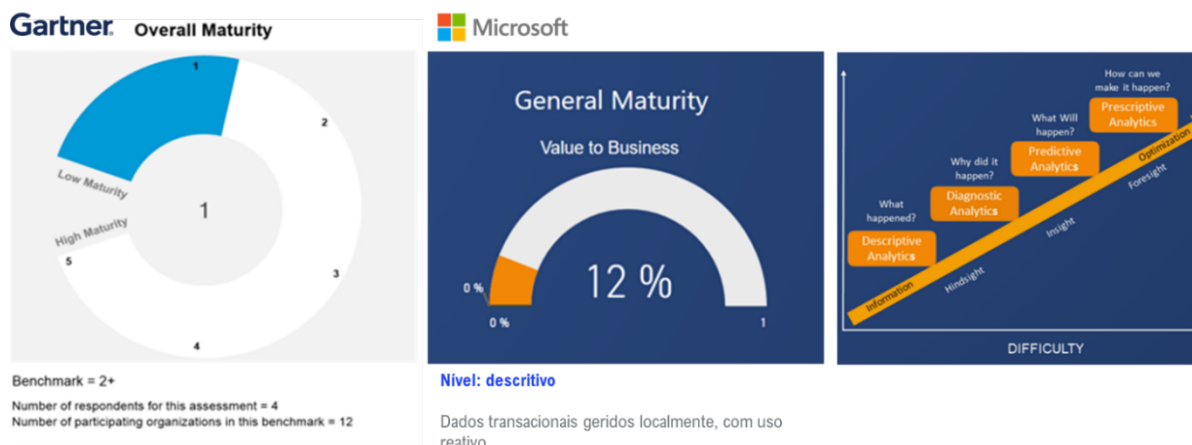 Gartner
Overall Maturity
1
2
Low Maturity
1
High Maturity
5
3
4
Benchmark = 2+
Number of respondents for this assessment = 4
Number of participating organizations in this benchmark = 12
Microsoft
General Maturity
Value to Business
12 %
0 %
0 %
1
Nível: descritivo
Dados transacionais geridos localmente, com uso
reativo
How can we
make it happen?
Prescriptive
Analytics
What Will
happen?
Predictive
Analytics
Why did it
happen?
Diagnostic
Analytics
What
happened?
Descriptive
Analytics
Optimization
Foresight
Insight
Hindsight
Information
DIFFICULTY